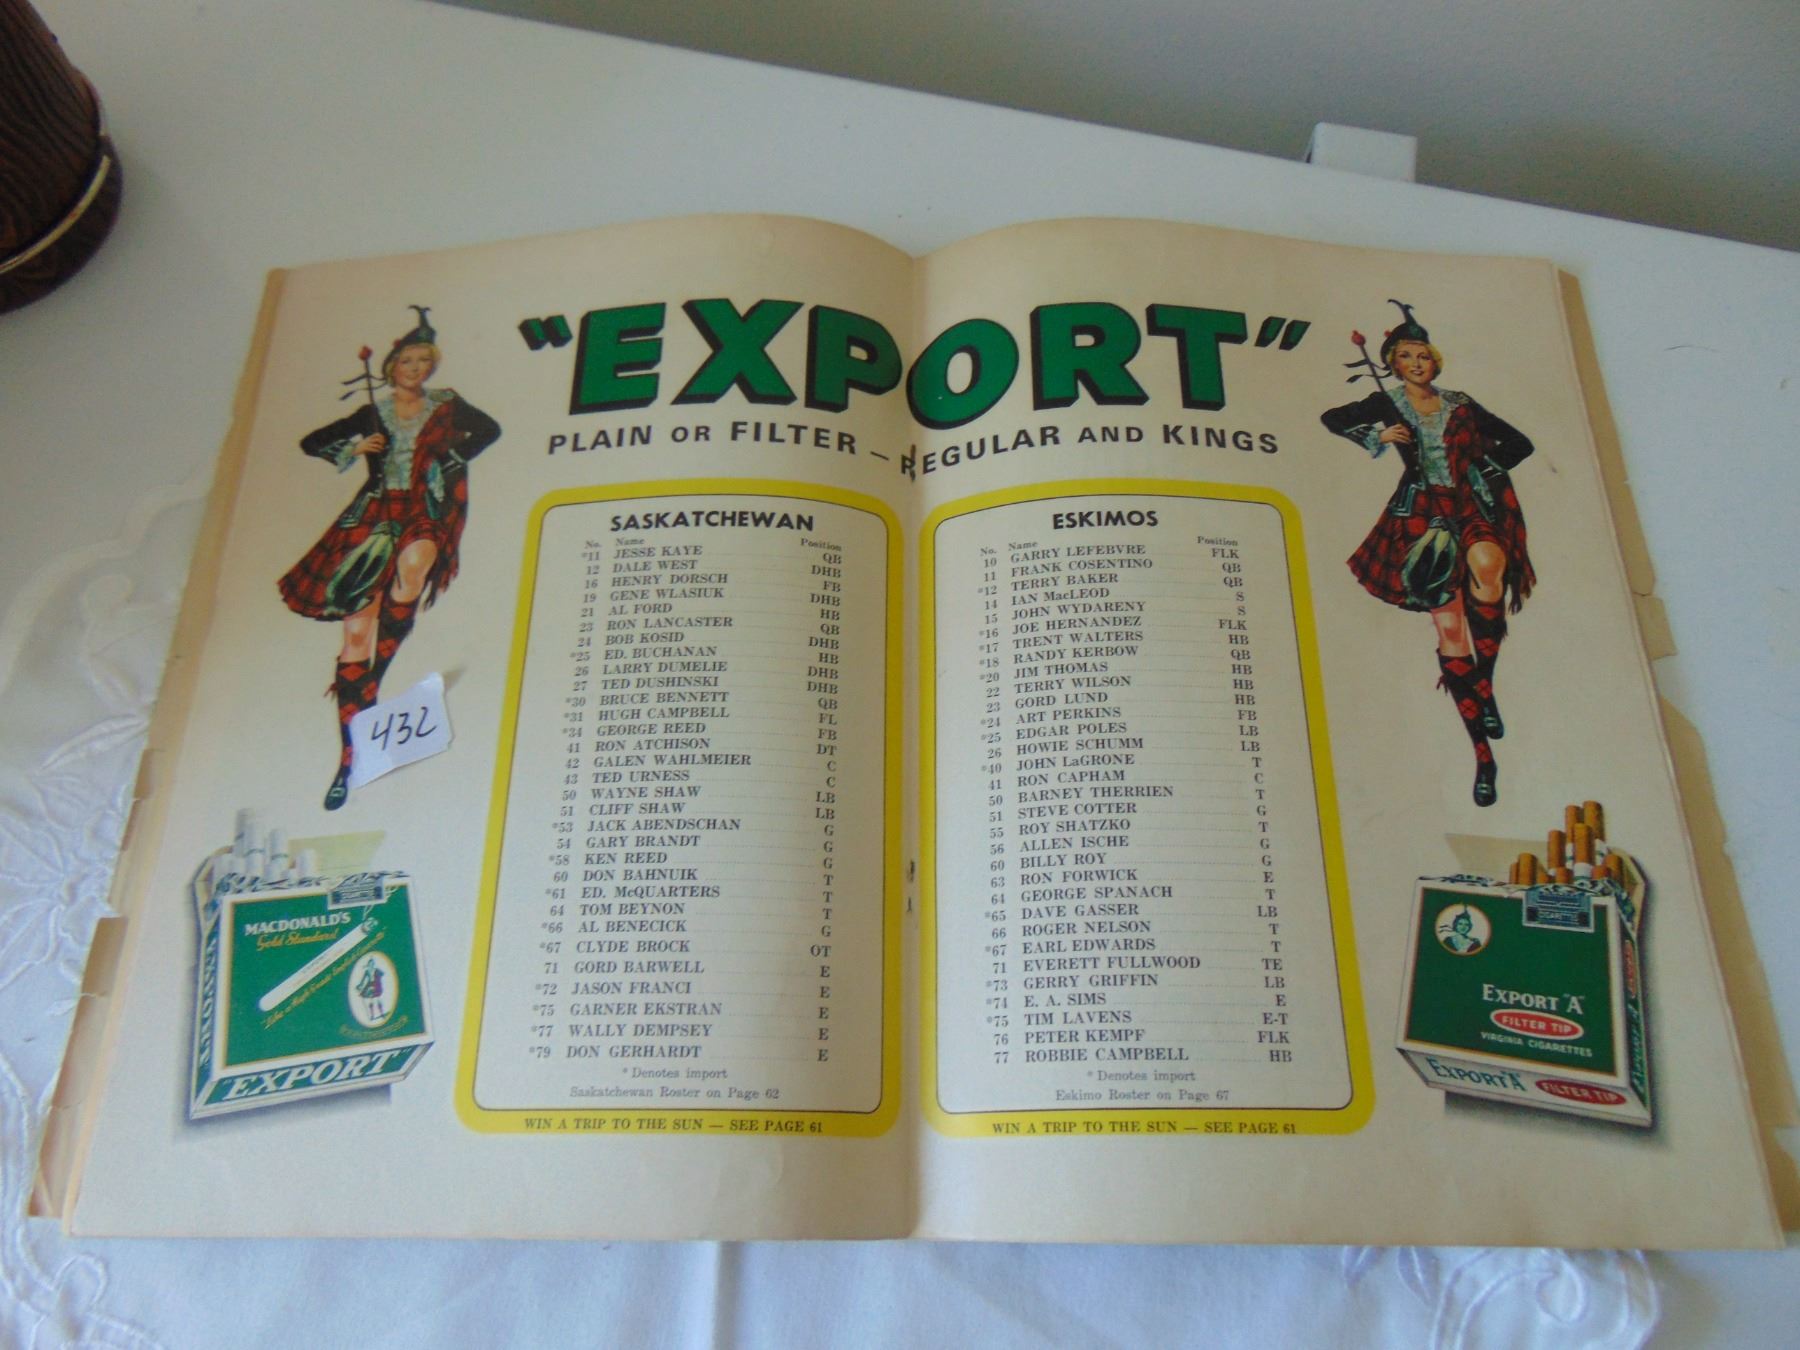 "EXPORT"
PLAIN OR FILTER — REGULAR AND KINGS
SASKATCHEWAN
No. Name Position
*11 JESSE KAYE QB
12 DALE WEST DHB
16 HENRY DORSCH FB
19 GENE WLASIUK DHB
21 AL FORD HB
23 RON LANCASTER QB
24 BOB KOSID DHB
*25 ED. BUCHANAN HB
26 LARRY DUMELIE DHB
27 TED DUSHINSKI DHB
*30 BRUCE BENNETT QB
*31 HUGH CAMPBELL FL
*34 GEORGE REED FB
41 RON ATCHISON DT
42 GALEN WAHLMEIER C
43 TED URNESS C
50 WAYNE SHAW LB
51 CLIFF SHAW LB
*53 JACK ABENDSCHAN G
54 GARY BRANDT G
*58 KEN REED G
60 DON BAHNUIK T
*61 ED. McQUARTERS T
64 TOM BEYNON T
*66 AL BENECICK G
*67 CLYDE BROCK OT
71 GORD BARWELL E
*72 JASON FRANCI E
*75 GARNER EKSTRAN E
*77 WALLY DEMPSEY E
*79 DON GERHARDT E
* Denotes import
Saskatchewan Roster on Page 62
WIN A TRIP TO THE SUN — SEE PAGE 61
ESKIMOS
No. Name Position
10 GARRY LEFEBVRE FLK
11 FRANK COSENTINO QB
*12 TERRY BAKER QB
14 IAN MacLEOD S
15 JOHN WYDARENY S
*16 JOE HERNANDEZ FLK
*17 TRENT WALTERS HB
*18 RANDY KERBOW QB
*20 JIM THOMAS HB
22 TERRY WILSON HB
23 GORD LUND HB
*24 ART PERKINS FB
*25 EDGAR POLES LB
26 HOWIE SCHUMM LB
*40 JOHN LaGRONE T
41 RON CAPHAM C
50 BARNEY THERRIEN T
51 STEVE COTTER G
55 ROY SHATZKO T
56 ALLEN ISCHE G
60 BILLY ROY G
63 RON FORWICK E
64 GEORGE SPANACH T
*65 DAVE GASSER LB
66 ROGER NELSON T
*67 EARL EDWARDS T
71 EVERETT FULLWOOD TE
*73 GERRY GRIFFIN LB
*74 E. A. SIMS E
*75 TIM LAVENS E-T
76 PETER KEMPF FLK
77 ROBBIE CAMPBELL HB
* Denotes import
Eskimo Roster on Page 67
WIN A TRIP TO THE SUN — SEE PAGE 61
432
MACDONALD'S
Gold Standard
"EXPORT"
CIGARETTES
EXPORT "A"
FILTER TIP
VIRGINIA CIGARETTES
EXPORT "A" FILTER TIP